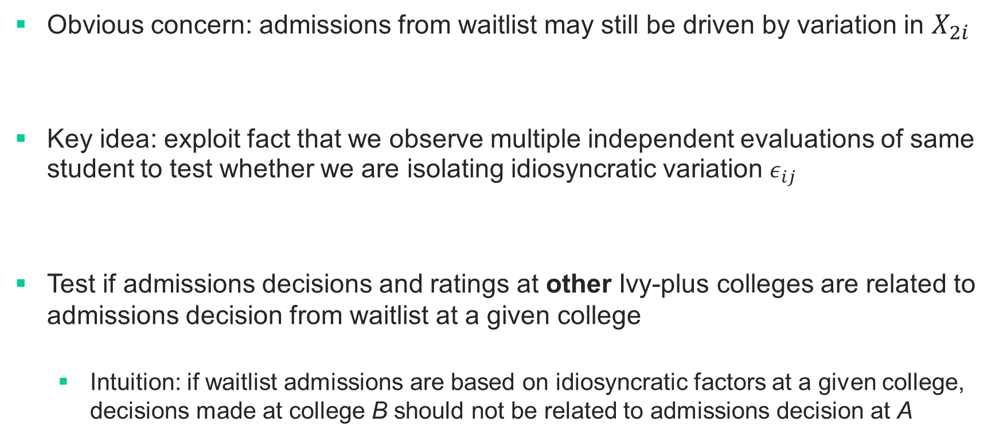 ▪ Obvious concern: admissions from waitlist may still be driven by variation in X₂ᵢ
▪ Key idea: exploit fact that we observe multiple independent evaluations of same
student to test whether we are isolating idiosyncratic variation ϵᵢⱼ
▪ Test if admissions decisions and ratings at other Ivy-plus colleges are related to
admissions decision from waitlist at a given college
▪ Intuition: if waitlist admissions are based on idiosyncratic factors at a given college,
decisions made at college B should not be related to admissions decision at A